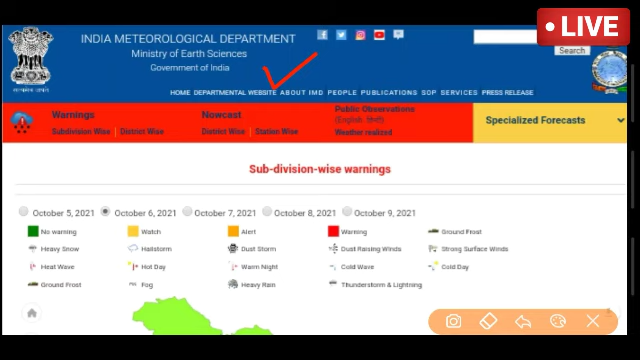 LIVE
INDIA METEOROLOGICAL DEPARTMENT
Ministry of Earth Sciences
Government of India
Search
सत्यमेव जयते
HOME DEPARTMENTAL WEBSITE ABOUT IMD PEOPLE PUBLICATIONS SOP SERVICES PRESS RELEASE
Warnings
Subdivision Wise | District Wise
Nowcast
District Wise | Station Wise
Public Observations
(English, हिन्दी)
Weather realized
Specialized Forecasts
Sub-division-wise warnings
October 5, 2021 October 6, 2021 October 7, 2021 October 8, 2021 October 9, 2021
No warning Watch Alert Warning Ground Frost
Heavy Snow Hailstorm Dust Storm Dust Raising Winds Strong Surface Winds
Heat Wave Hot Day Warm Night Cold Wave Cold Day
Ground Frost Fog Heavy Rain Thunderstorm & Lightning